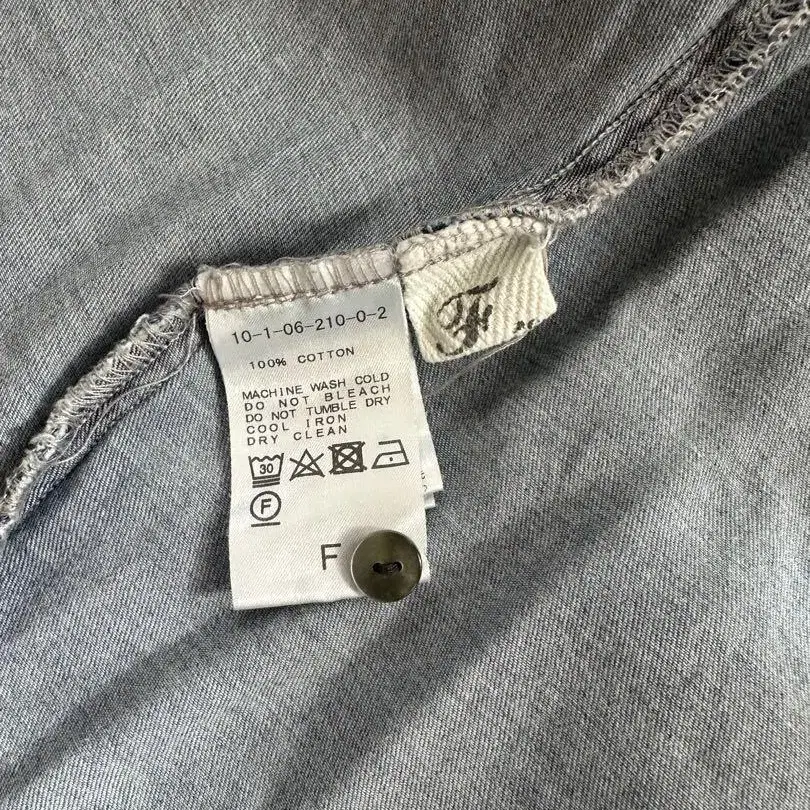 10-1-06-210-0-2
100% COTTON
MACHINE WASH COLD
DO NOT BLEACH
DO NOT TUMBLE DRY
COOL IRON
DRY CLEAN
30
F
F
F